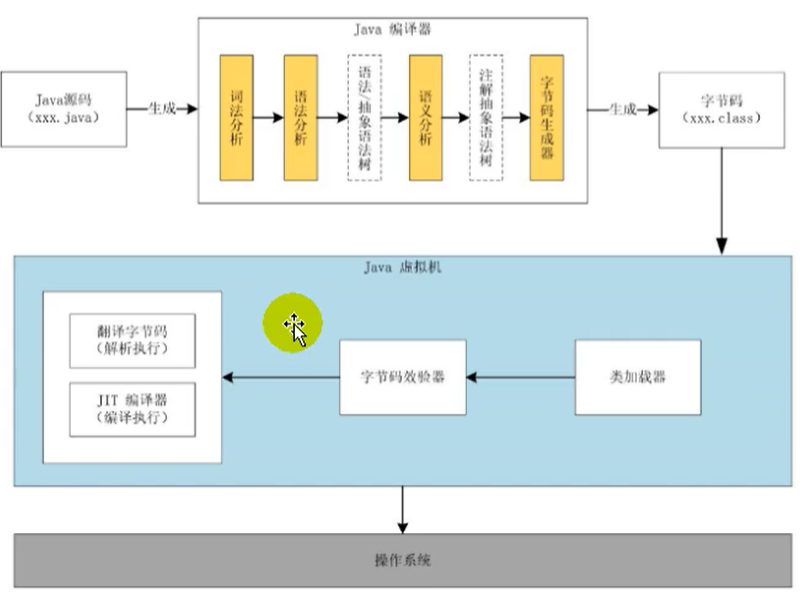 Java 编译器
Java源码
（xxx.java）
生成
词法分析
语法分析
语法/抽象语法树
语义分析
注解抽象语法树
字节码生成器
生成
字节码
（xxx.class）
Java 虚拟机
翻译字节码
（解析执行）
JIT 编译器
（编译执行）
字节码效验器
类加载器
操作系统